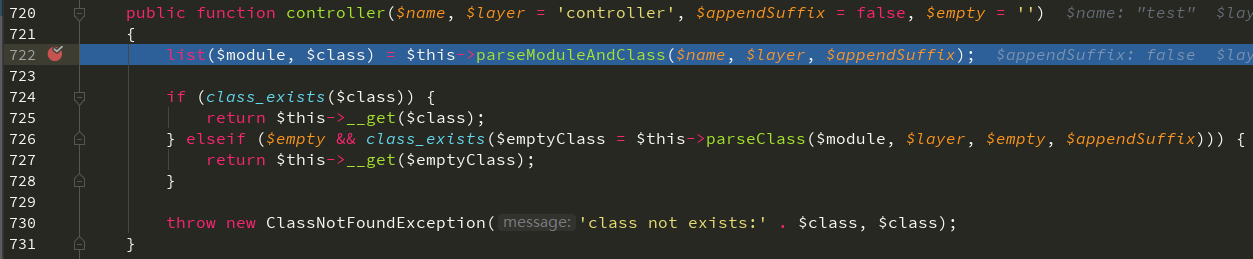 720 public function controller($name, $layer = 'controller', $appendSuffix = false, $empty = '') $name: "test" $lay
721 {
722 list($module, $class) = $this->parseModuleAndClass($name, $layer, $appendSuffix); $appendSuffix: false $lay
723
724 if (class_exists($class)) {
725 return $this->__get($class);
726 } elseif ($empty && class_exists($emptyClass = $this->parseClass($module, $layer, $empty, $appendSuffix))) {
727 return $this->__get($emptyClass);
728 }
729
730 throw new ClassNotFoundException( message: 'class not exists:' . $class, $class);
731 }